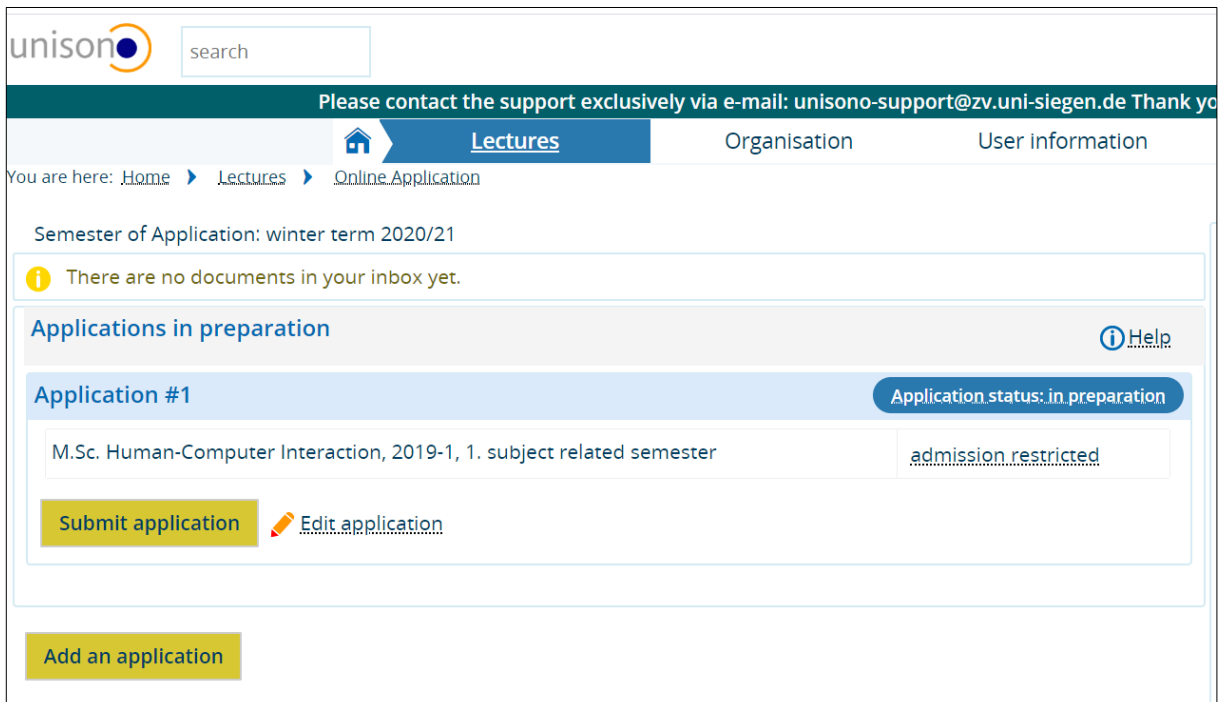 unisono
search
Please contact the support exclusively via e-mail: unisono-support@zv.uni-siegen.de Thank yo
Lectures Organisation User information
You are here: Home Lectures Online Application
Semester of Application: winter term 2020/21
There are no documents in your inbox yet.
Applications in preparation
Help
Application #1
Application status: in preparation
M.Sc. Human-Computer Interaction, 2019-1, 1. subject related semester
admission restricted
Submit application Edit application
Add an application